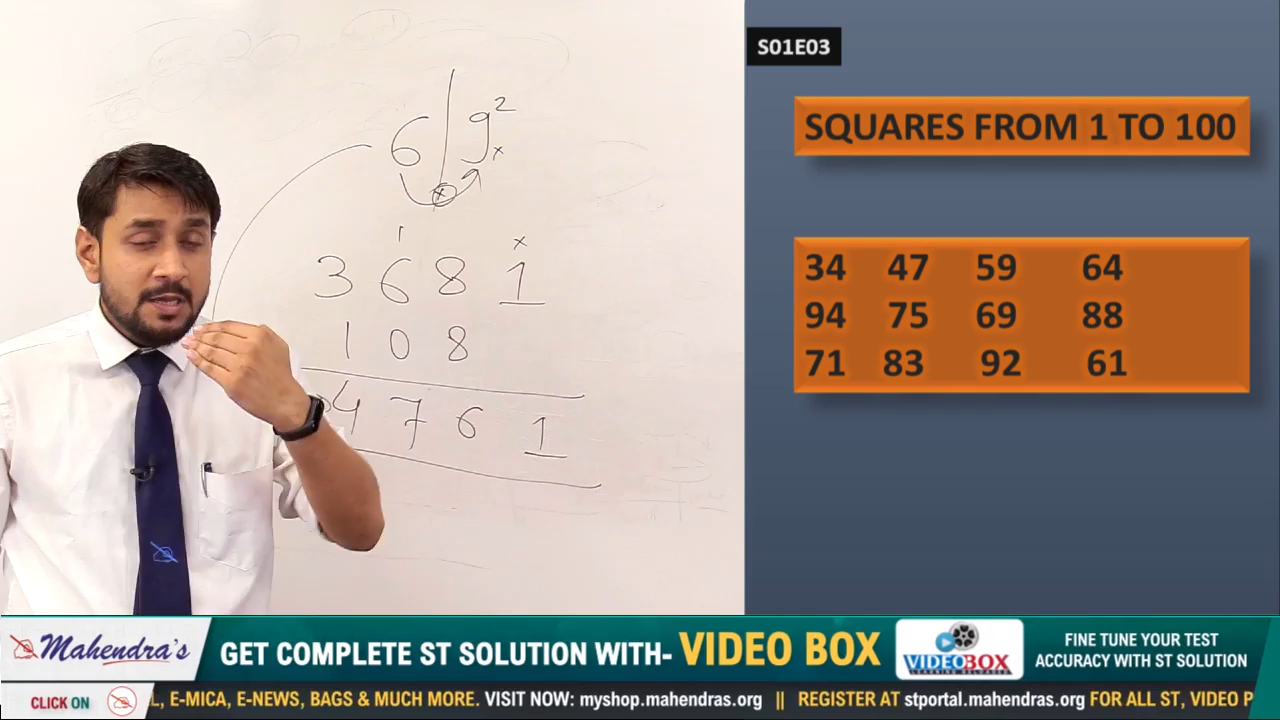 S01E03
SQUARES FROM 1 TO 100
34 47 59 64
94 75 69 88
71 83 92 61
6 9²
x
x
1 x
3 6 8 1
1 0 8
4 7 6 1
Mahendra's
GET COMPLETE ST SOLUTION WITH- VIDEO BOX
VIDEOBOX
LEARNING RELOADED
FINE TUNE YOUR TEST
ACCURACY WITH ST SOLUTION
CLICK ON
L, E-MICA, E-NEWS, BAGS & MUCH MORE. VISIT NOW: myshop.mahendras.org || REGISTER AT stportal.mahendras.org FOR ALL ST, VIDEO